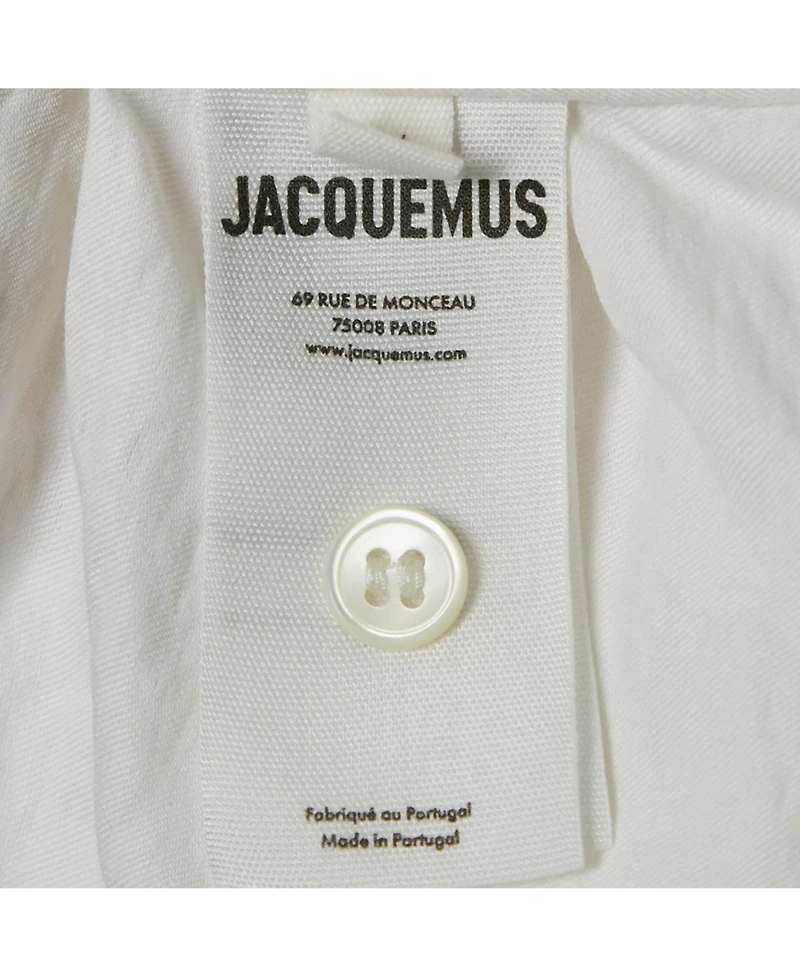 JACQUEMUS
69 RUE DE MONCEAU
75008 PARIS
www.jacquemus.com
Fabriqué au Portugal
Made in Portugal